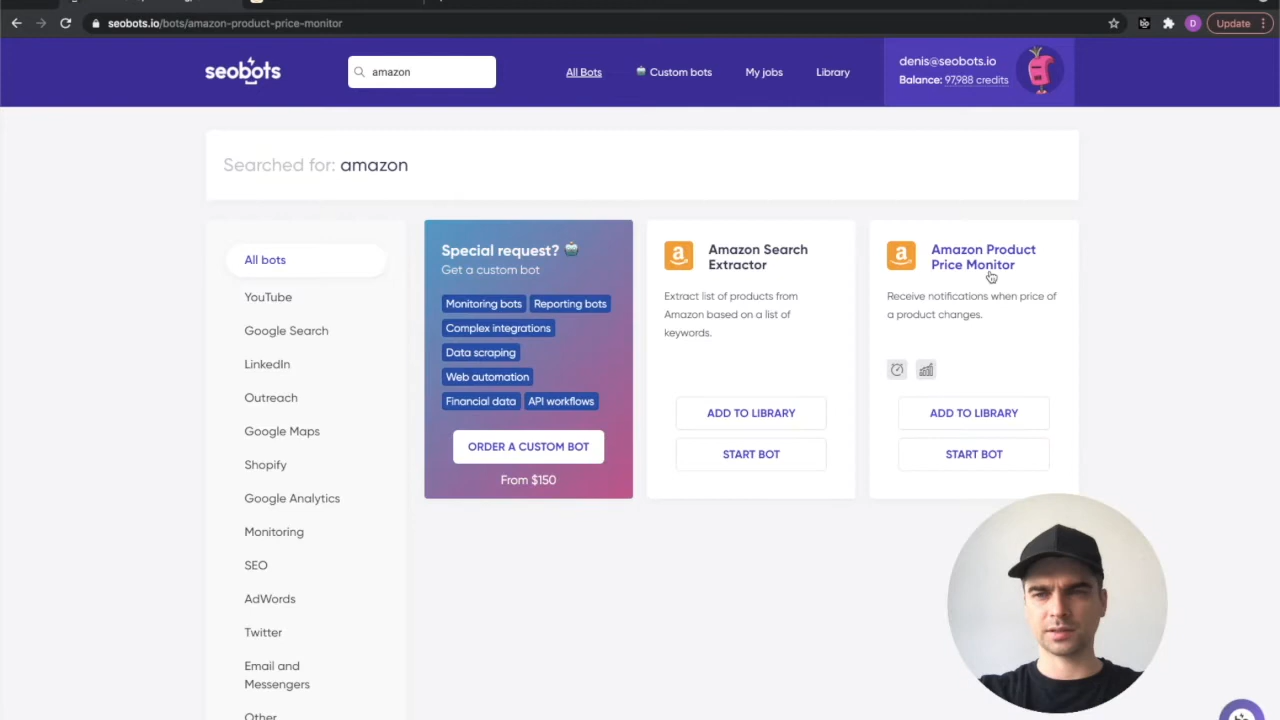 seobots.io/bots/amazon-product-price-monitor
D
Update
seobots
amazon
All Bots
Custom bots
My jobs
Library
denis@seobots.io
Balance: 97,988 credits
Searched for: amazon
All bots
YouTube
Google Search
LinkedIn
Outreach
Google Maps
Shopify
Google Analytics
Monitoring
SEO
AdWords
Twitter
Email and
Messengers
Other
Special request?
Get a custom bot
Monitoring bots Reporting bots
Complex integrations
Data scraping
Web automation
Financial data API workflows
ORDER A CUSTOM BOT
From $150
a
Amazon Search
Extractor
Extract list of products from
Amazon based on a list of
keywords.
ADD TO LIBRARY
START BOT
a
Amazon Product
Price Monitor
Receive notifications when price of
a product changes.
ADD TO LIBRARY
START BOT